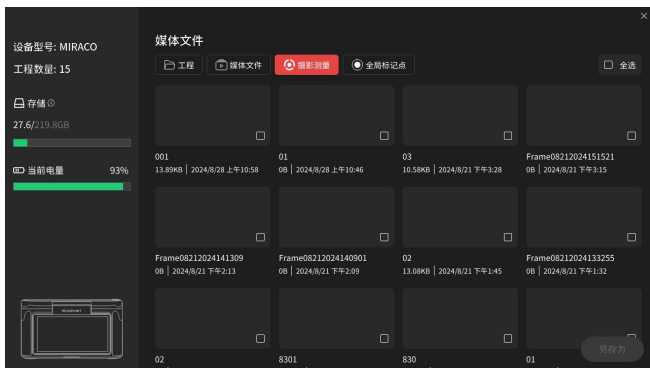 设备型号: MIRACO
工程数量: 15
存储
27.6/219.8GB
当前电量 93%
REVOPOINT
媒体文件
工程 媒体文件 摄影测量 全局标记点 全选
001 01 03 Frame08212024151521
13.89KB 2024/8/28 上午10:58 0B 2024/8/28 上午10:46 10.58KB 2024/8/21 下午3:28 0B 2024/8/21 下午3:15
Frame08212024141309 Frame08212024140901 02 Frame08212024133255
0B 2024/8/21 下午2:13 0B 2024/8/21 下午2:09 13.08KB 2024/8/21 下午1:45 0B 2024/8/21 下午1:32
02 8301 830 01
另存为